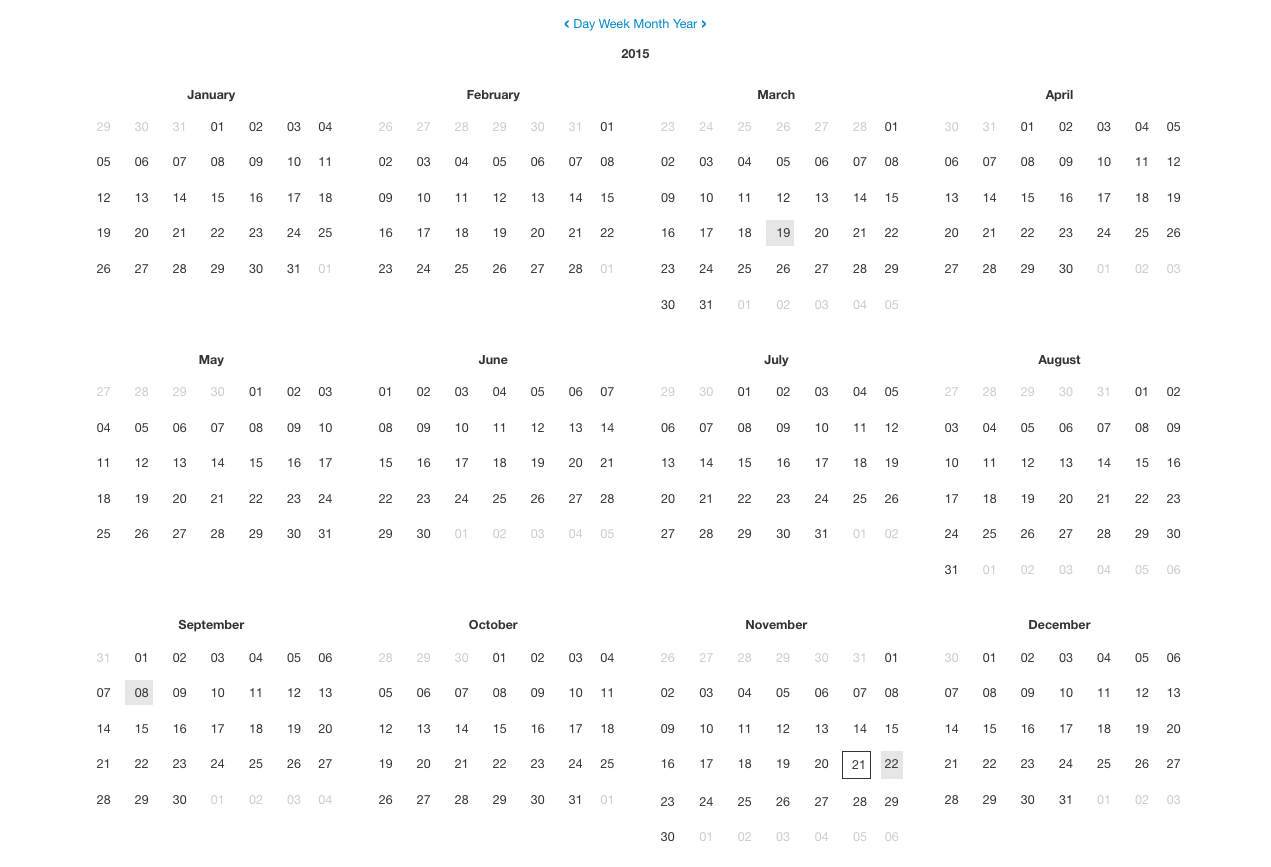 ‹ Day Week Month Year ›
2015
January February March April
29 30 31 01 02 03 04 26 27 28 29 30 31 01 23 24 25 26 27 28 01 30 31 01 02 03 04 05
05 06 07 08 09 10 11 02 03 04 05 06 07 08 02 03 04 05 06 07 08 06 07 08 09 10 11 12
12 13 14 15 16 17 18 09 10 11 12 13 14 15 09 10 11 12 13 14 15 13 14 15 16 17 18 19
19 20 21 22 23 24 25 16 17 18 19 20 21 22 16 17 18 19 20 21 22 20 21 22 23 24 25 26
26 27 28 29 30 31 01 23 24 25 26 27 28 01 23 24 25 26 27 28 29 27 28 29 30 01 02 03
30 31 01 02 03 04 05
May June July August
27 28 29 30 01 02 03 01 02 03 04 05 06 07 29 30 01 02 03 04 05 27 28 29 30 31 01 02
04 05 06 07 08 09 10 08 09 10 11 12 13 14 06 07 08 09 10 11 12 03 04 05 06 07 08 09
11 12 13 14 15 16 17 15 16 17 18 19 20 21 13 14 15 16 17 18 19 10 11 12 13 14 15 16
18 19 20 21 22 23 24 22 23 24 25 26 27 28 20 21 22 23 24 25 26 17 18 19 20 21 22 23
25 26 27 28 29 30 31 29 30 01 02 03 04 05 27 28 29 30 31 01 02 24 25 26 27 28 29 30
31 01 02 03 04 05 06
September October November December
31 01 02 03 04 05 06 28 29 30 01 02 03 04 26 27 28 29 30 31 01 30 01 02 03 04 05 06
07 08 09 10 11 12 13 05 06 07 08 09 10 11 02 03 04 05 06 07 08 07 08 09 10 11 12 13
14 15 16 17 18 19 20 12 13 14 15 16 17 18 09 10 11 12 13 14 15 14 15 16 17 18 19 20
21 22 23 24 25 26 27 19 20 21 22 23 24 25 16 17 18 19 20 21 22 21 22 23 24 25 26 27
28 29 30 01 02 03 04 26 27 28 29 30 31 01 23 24 25 26 27 28 29 28 29 30 31 01 02 03
30 01 02 03 04 05 06